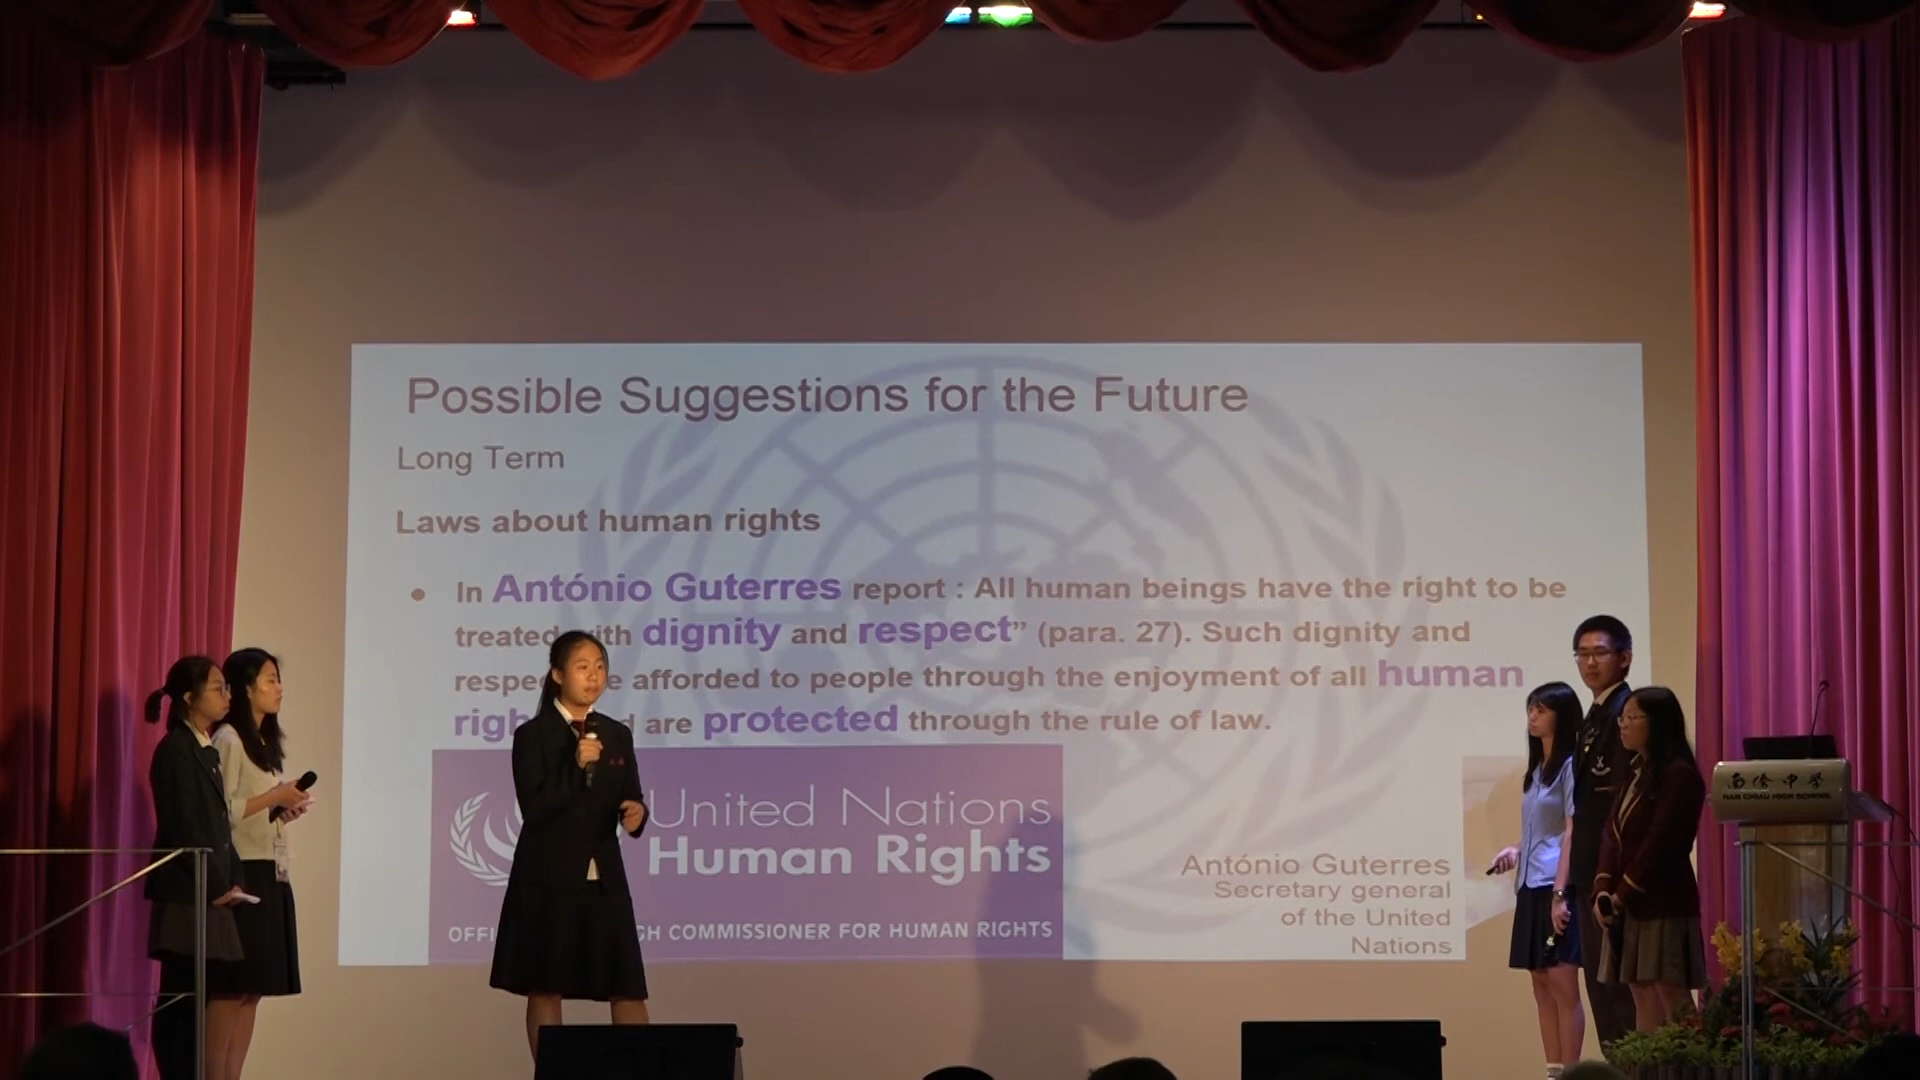 Possible Suggestions for the Future
Long Term
Laws about human rights
• In António Guterres report : All human beings have the right to be
treated with dignity and respect” (para. 27). Such dignity and
afforded to people through the enjoyment of all human
are protected through the rule of law.
United Nations
Human Rights
COMMISSIONER FOR HUMAN RIGHTS
António Guterres
Secretary general
of the United
Nations
南僑中學
NAN CHIAU HIGH SCHOOL